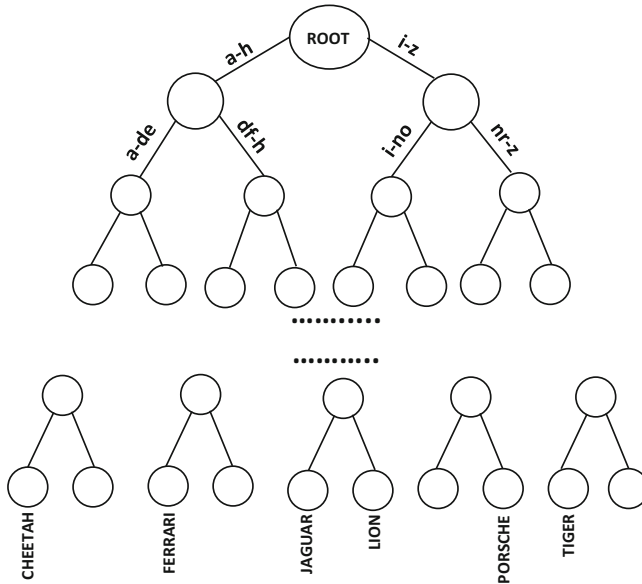 ROOT
a-h
i-z
a-de
df-h
i-no
nr-z
CHEETAH
FERRARI
JAGUAR
LION
PORSCHE
TIGER